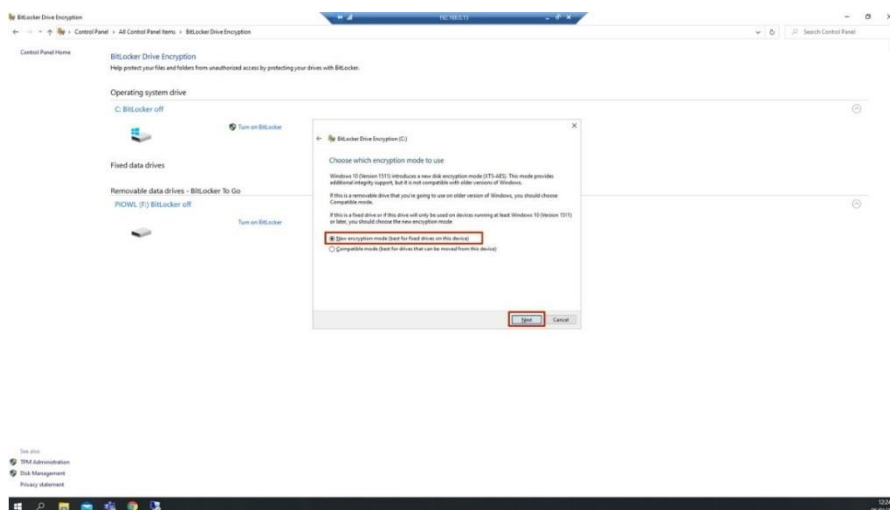 BitLocker Drive Encryption
Control Panel > All Control Panel Items > BitLocker Drive Encryption
Search Control Panel
Control Panel Home
BitLocker Drive Encryption
Help protect your files and folders from unauthorized access by protecting your drives with BitLocker.
Operating system drive
C: BitLocker off
Turn on BitLocker
Fixed data drives
Removable data drives - BitLocker To Go
PIOWL (F:) BitLocker off
Turn on BitLocker
BitLocker Drive Encryption (C:)
Choose which encryption mode to use
Windows 10 (Version 1511) introduces a new disk encryption mode (XTS-AES). This mode provides
additional integrity support, but it is not compatible with older versions of Windows.
If this is a removable drive that you're going to use on older version of Windows, you should choose
Compatible mode.
If this is a fixed drive or if this drive will only be used on devices running at least Windows 10 (Version 1511)
or later, you should choose the new encryption mode
New encryption mode (best for fixed drives on this device)
Compatible mode (best for drives that can be moved from this device)
Next
Cancel
See also
TPM Administration
Disk Management
Privacy statement